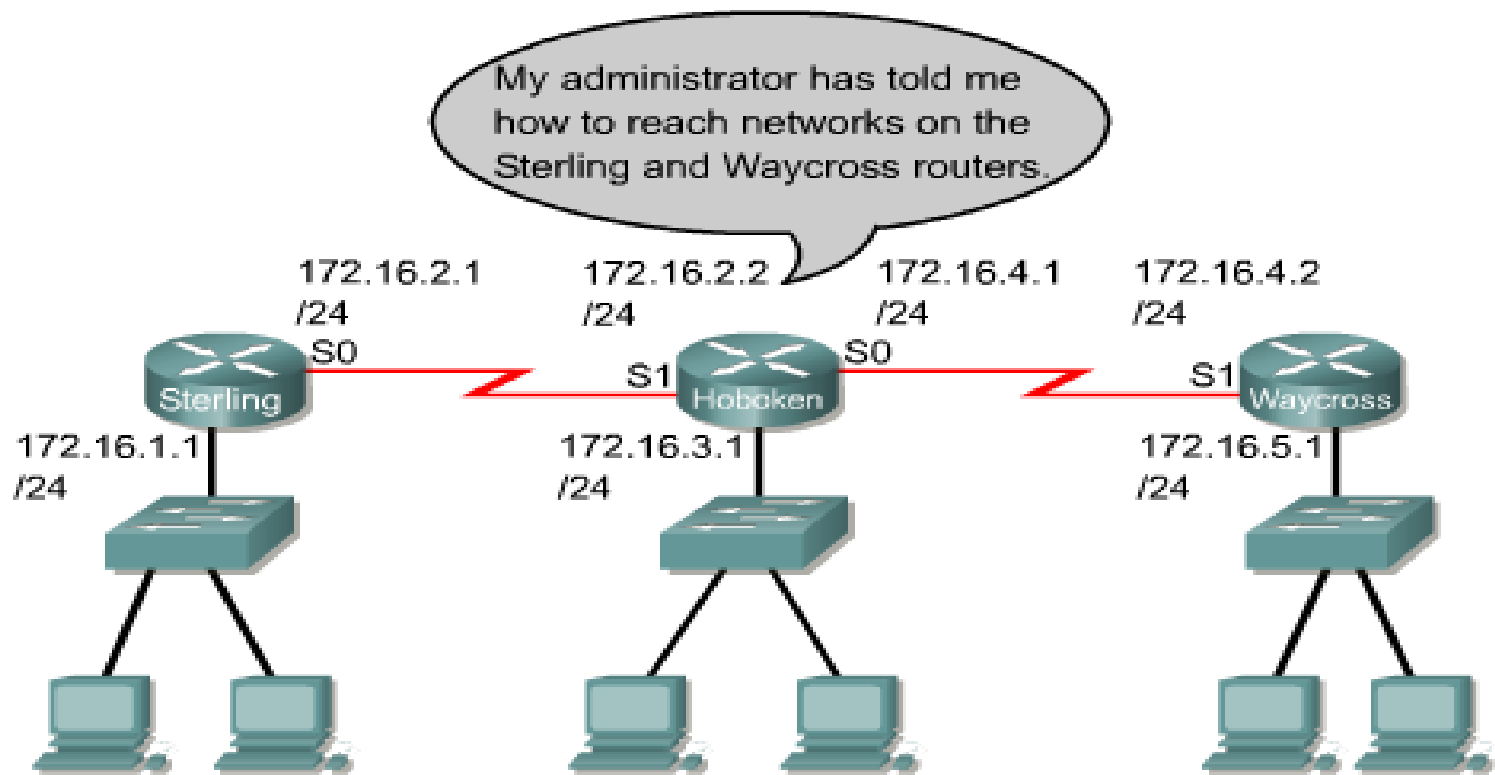 My administrator has told me
how to reach networks on the
Sterling and Waycross routers.
172.16.2.1
/24
172.16.2.2
/24
172.16.4.1
/24
172.16.4.2
/24
S0
S1
S0
S1
Sterling
Hoboken
Waycross
172.16.1.1
/24
172.16.3.1
/24
172.16.5.1
/24